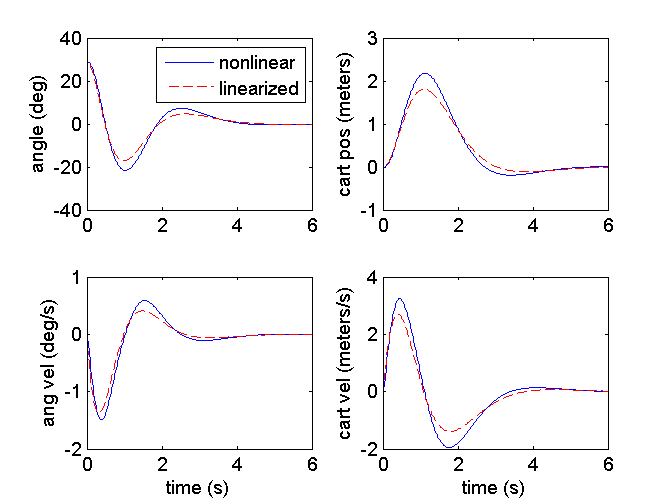 40
20
0
-20
-40
angle (deg)
0 2 4 6
nonlinear
linearized
3
2
1
0
-1
cart pos (meters)
0 2 4 6
1
0
-1
-2
ang vel (deg/s)
0 2 4 6
time (s)
4
2
0
-2
cart vel (meters/s)
0 2 4 6
time (s)